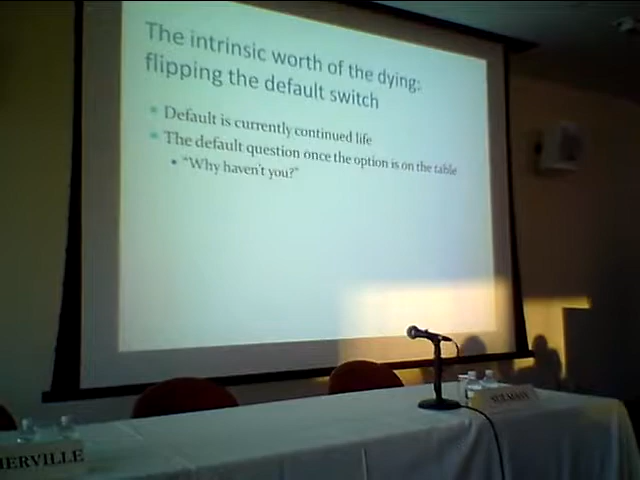 The intrinsic worth of the dying:
flipping the default switch
Default is currently continued life
The default question once the option is on the table
"Why haven't you?"
ERVILLE